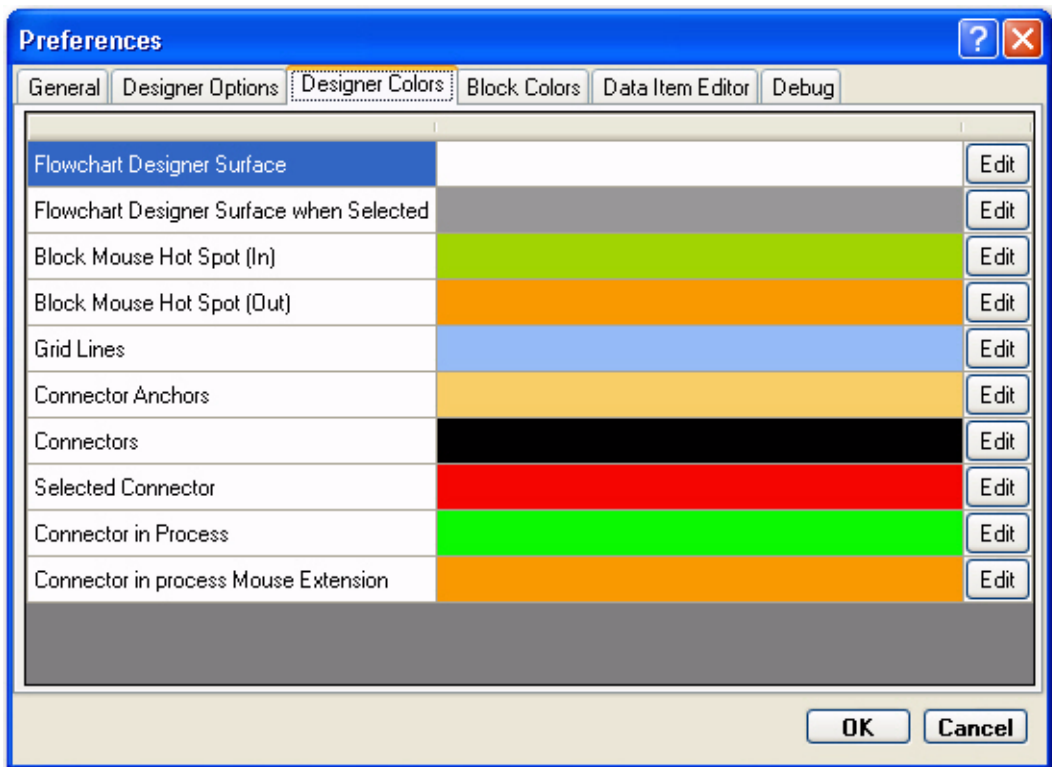 Preferences
General Designer Options Designer Colors Block Colors Data Item Editor Debug
Flowchart Designer Surface Edit
Flowchart Designer Surface when Selected Edit
Block Mouse Hot Spot (In) Edit
Block Mouse Hot Spot (Out) Edit
Grid Lines Edit
Connector Anchors Edit
Connectors Edit
Selected Connector Edit
Connector in Process Edit
Connector in process Mouse Extension Edit
OK Cancel